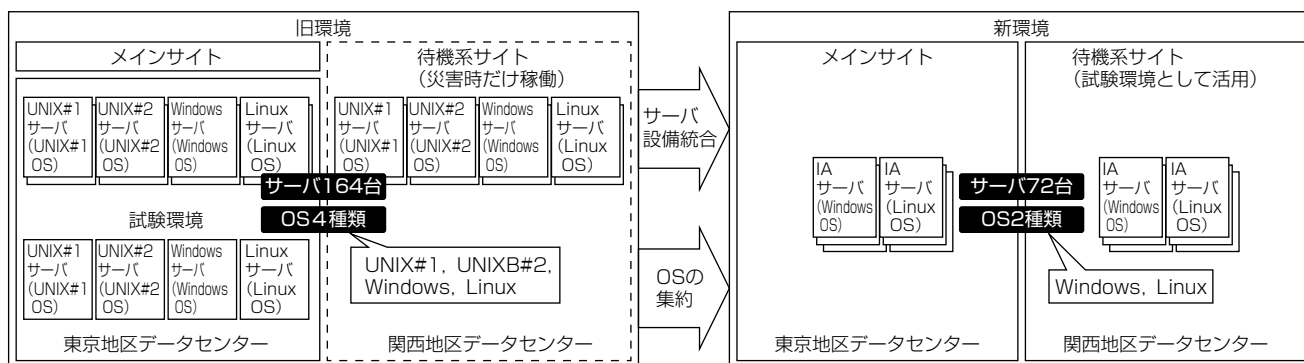 旧環境
メインサイト
UNIX#1
サーバ
(UNIX#1
OS)
UNIX#2
サーバ
(UNIX#2
OS)
Windows
サーバ
(Windows
OS)
Linux
サーバ
(Linux
OS)
試験環境
UNIX#1
サーバ
(UNIX#1
OS)
UNIX#2
サーバ
(UNIX#2
OS)
Windows
サーバ
(Windows
OS)
Linux
サーバ
(Linux
OS)
東京地区データセンター
待機系サイト
(災害時だけ稼働)
UNIX#1
サーバ
(UNIX#1
OS)
UNIX#2
サーバ
(UNIX#2
OS)
Windows
サーバ
(Windows
OS)
Linux
サーバ
(Linux
OS)
サーバ164台
OS4種類
UNIX#1, UNIXB#2,
Windows, Linux
関西地区データセンター
サーバ
設備統合
OSの
集約
新環境
メインサイト
IA
サーバ
(Windows
OS)
IA
サーバ
(Linux
OS)
東京地区データセンター
待機系サイト
(試験環境として活用)
IA
サーバ
(Windows
OS)
IA
サーバ
(Linux
OS)
サーバ72台
OS2種類
Windows, Linux
関西地区データセンター